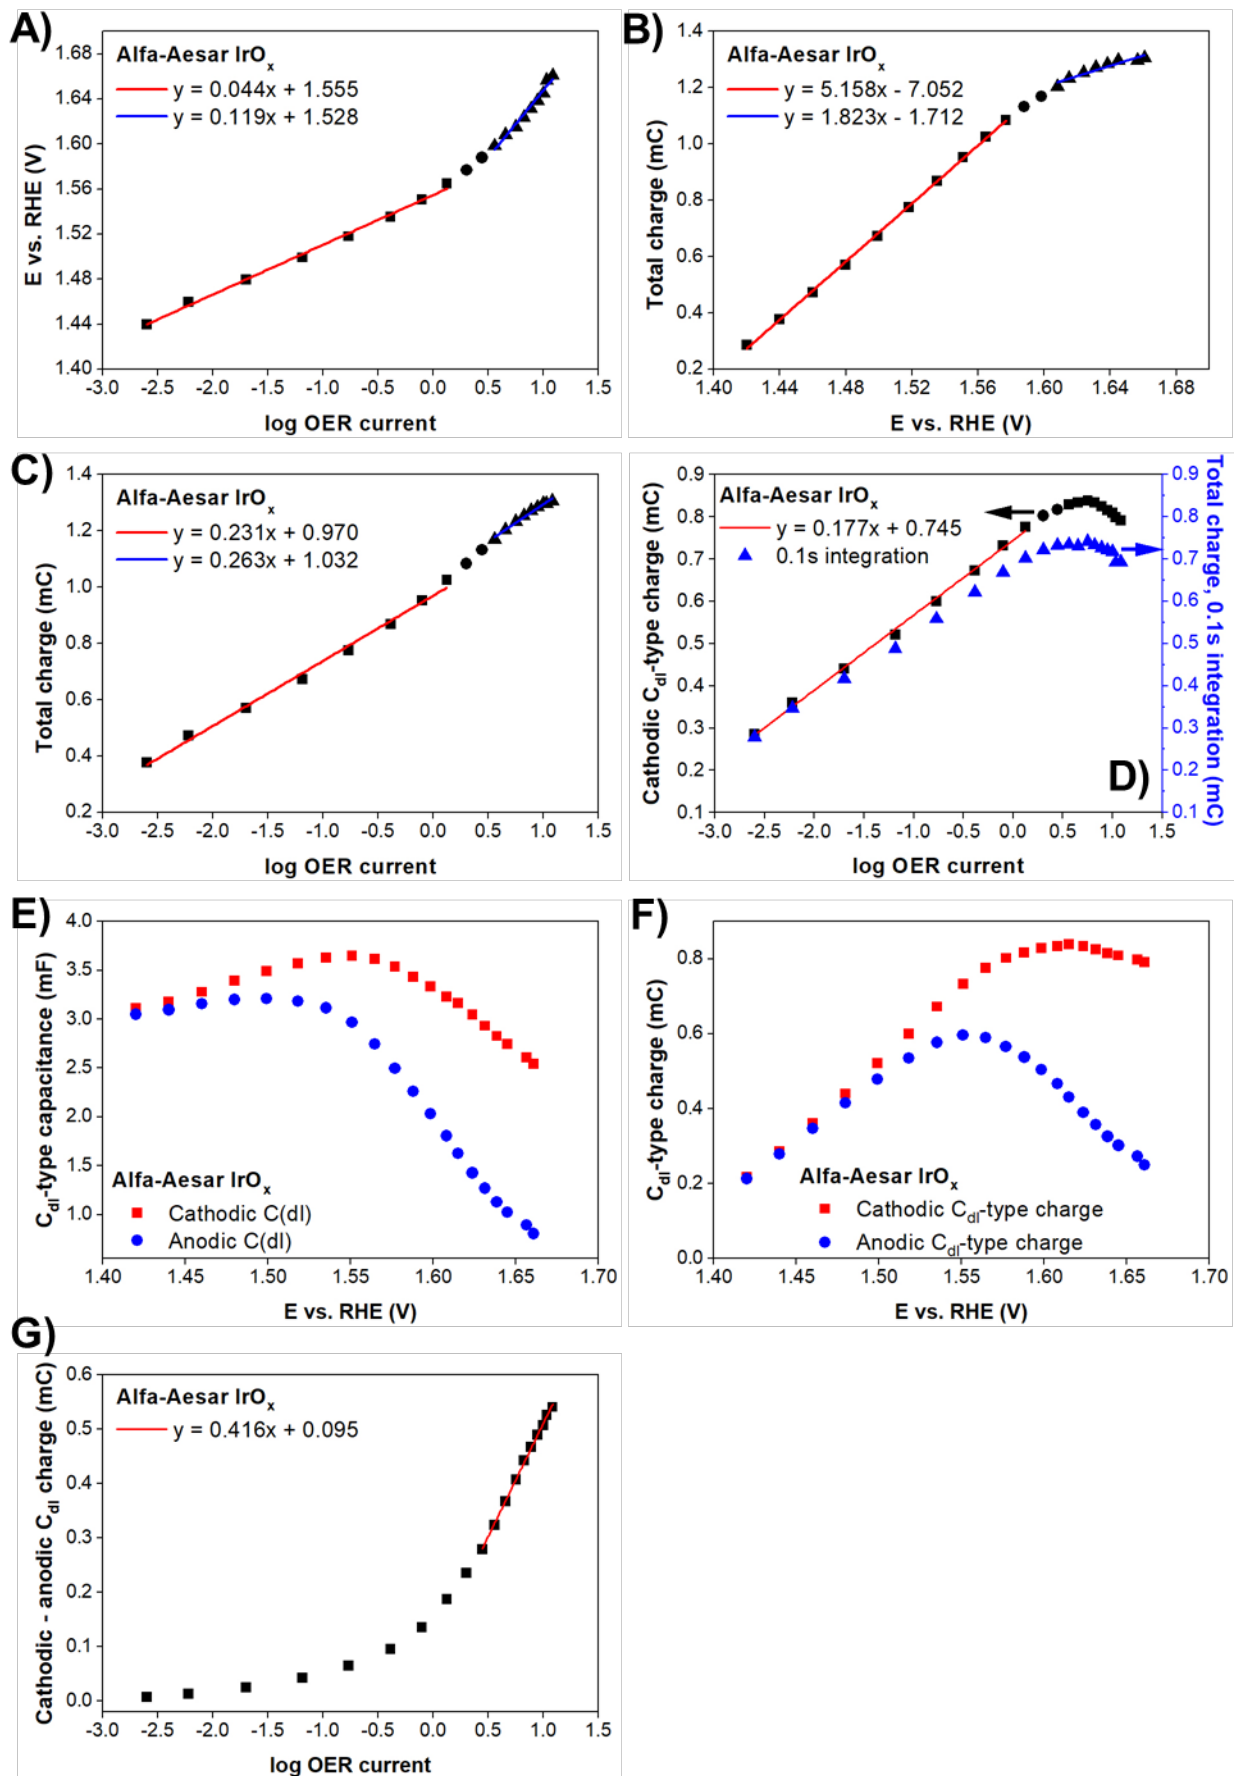 A)
Alfa-Aesar IrOx
y = 0.044x + 1.555
y = 0.119x + 1.528
E vs. RHE (V)
1.68
1.64
1.60
1.56
1.52
1.48
1.44
1.40
-3.0 -2.5 -2.0 -1.5 -1.0 -0.5 0.0 0.5 1.0 1.5
log OER current
B)
Alfa-Aesar IrOx
y = 5.158x - 7.052
y = 1.823x - 1.712
Total charge (mC)
1.4
1.2
1.0
0.8
0.6
0.4
0.2
1.40 1.44 1.48 1.52 1.56 1.60 1.64 1.68
E vs. RHE (V)
C)
Alfa-Aesar IrOx
y = 0.231x + 0.970
y = 0.263x + 1.032
Total charge (mC)
1.4
1.2
1.0
0.8
0.6
0.4
0.2
-3.0 -2.5 -2.0 -1.5 -1.0 -0.5 0.0 0.5 1.0 1.5
log OER current
D)
Alfa-Aesar IrOx
y = 0.177x + 0.745
0.1s integration
Cathodic Cdl-type charge (mC)
0.9
0.8
0.7
0.6
0.5
0.4
0.3
0.2
0.1
Total charge, 0.1s integration (mC)
0.9
0.8
0.7
0.6
0.5
0.4
0.3
0.2
0.1
-3.0 -2.5 -2.0 -1.5 -1.0 -0.5 0.0 0.5 1.0 1.5
log OER current
E)
Cdl-type capacitance (mF)
4.0
3.5
3.0
2.5
2.0
1.5
1.0
Alfa-Aesar IrOx
Cathodic C(dl)
Anodic C(dl)
1.40 1.45 1.50 1.55 1.60 1.65 1.70
E vs. RHE (V)
F)
Cdl-type charge (mC)
0.8
0.6
0.4
0.2
0.0
Alfa-Aesar IrOx
Cathodic Cdl-type charge
Anodic Cdl-type charge
1.40 1.45 1.50 1.55 1.60 1.65 1.70
E vs. RHE (V)
G)
Alfa-Aesar IrOx
y = 0.416x + 0.095
Cathodic - anodic Cdl charge (mC)
0.6
0.5
0.4
0.3
0.2
0.1
0.0
-3.0 -2.5 -2.0 -1.5 -1.0 -0.5 0.0 0.5 1.0 1.5
log OER current